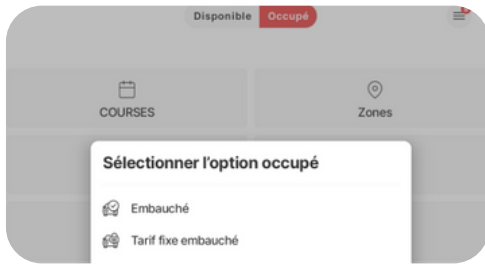 Disponible Occupé
COURSES Zones
Sélectionner l'option occupé
Embauché
Tarif fixe embauché